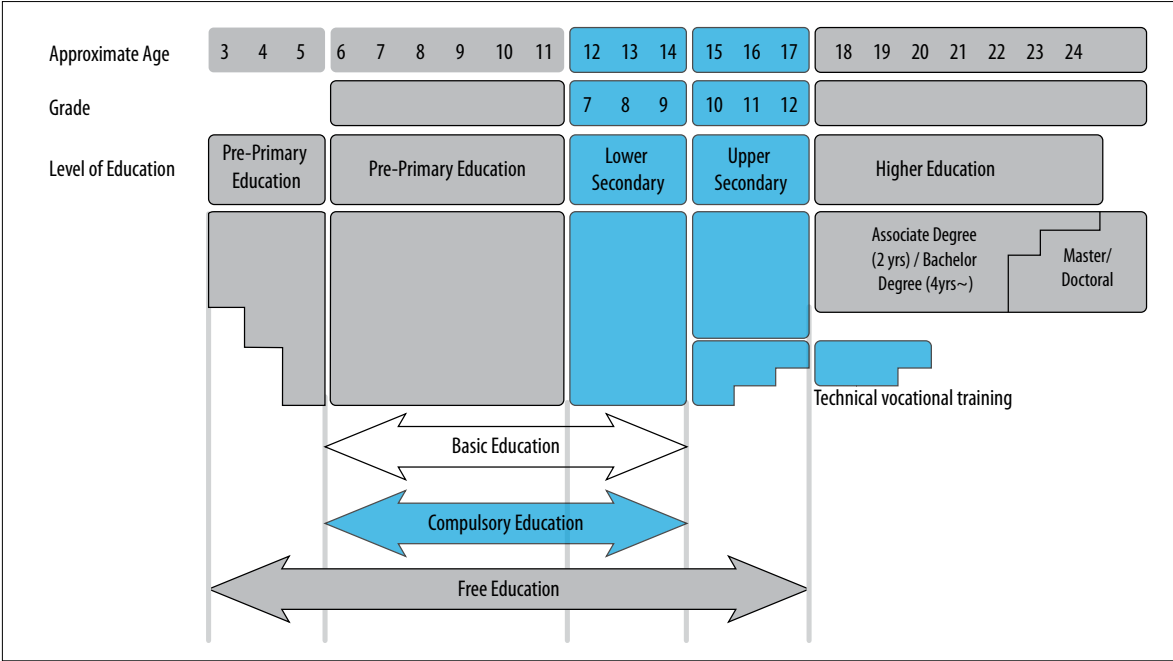 Approximate Age 3 4 5 6 7 8 9 10 11 12 13 14 15 16 17 18 19 20 21 22 23 24
Grade 7 8 9 10 11 12
Level of Education
Pre-Primary
Education
Pre-Primary Education
Lower
Secondary
Upper
Secondary
Higher Education
Associate Degree
(2 yrs) / Bachelor
Degree (4yrs~)
Master/
Doctoral
Technical vocational training
Basic Education
Compulsory Education
Free Education